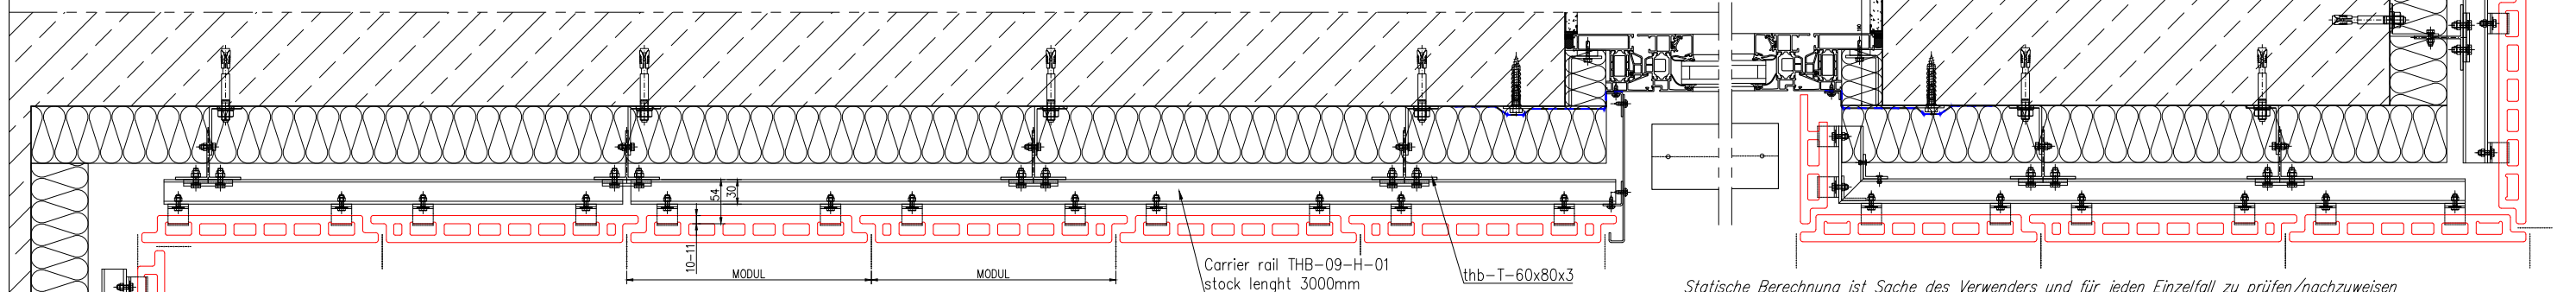 54
30
10-11
MODUL
MODUL
Carrier rail THB-09-H-01
stock lenght 3000mm
thb-T-60x80x3
Statische Berechnung ist Sache des Verwenders und für jeden Einzelfall zu prüfen/nachzuweisen